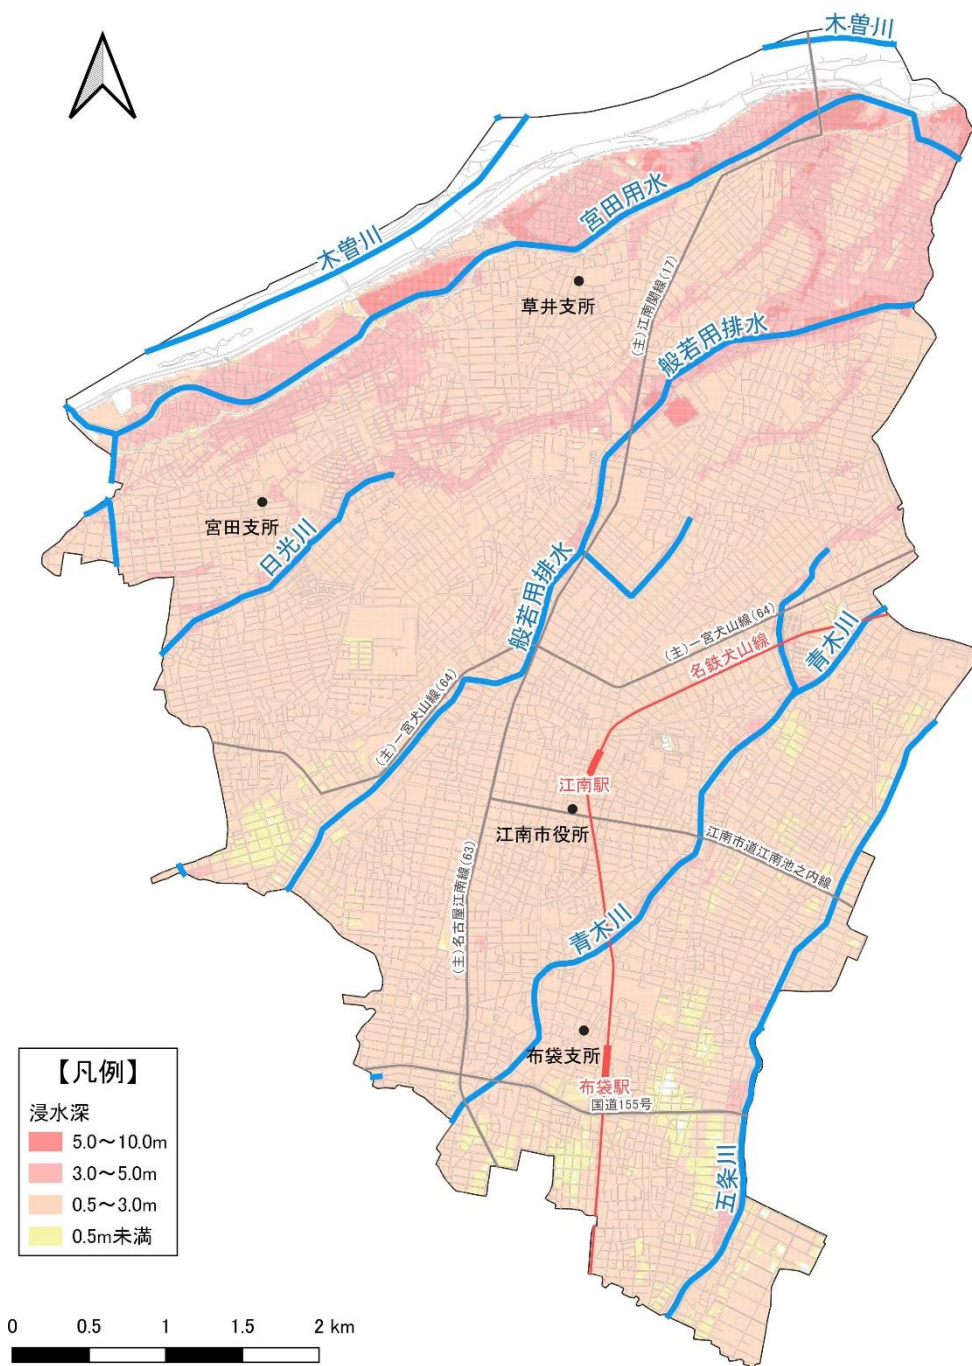 木曽川
木曽川
宮田用水
草井支所
(主)江南関線(17)
般若用排水
宮田支所
日光川
般若用排水
(主)一宮犬山線(64)
名鉄犬山線
青木川
(主)一宮犬山線(64)
江南駅
江南市役所
江南市道江南池之内線
(主)名古屋江南線(63)
青木川
布袋支所
布袋駅
国道155号
五条川
【凡例】
浸水深
5.0～10.0m
3.0～5.0m
0.5～3.0m
0.5m未満
0 0.5 1 1.5 2 km